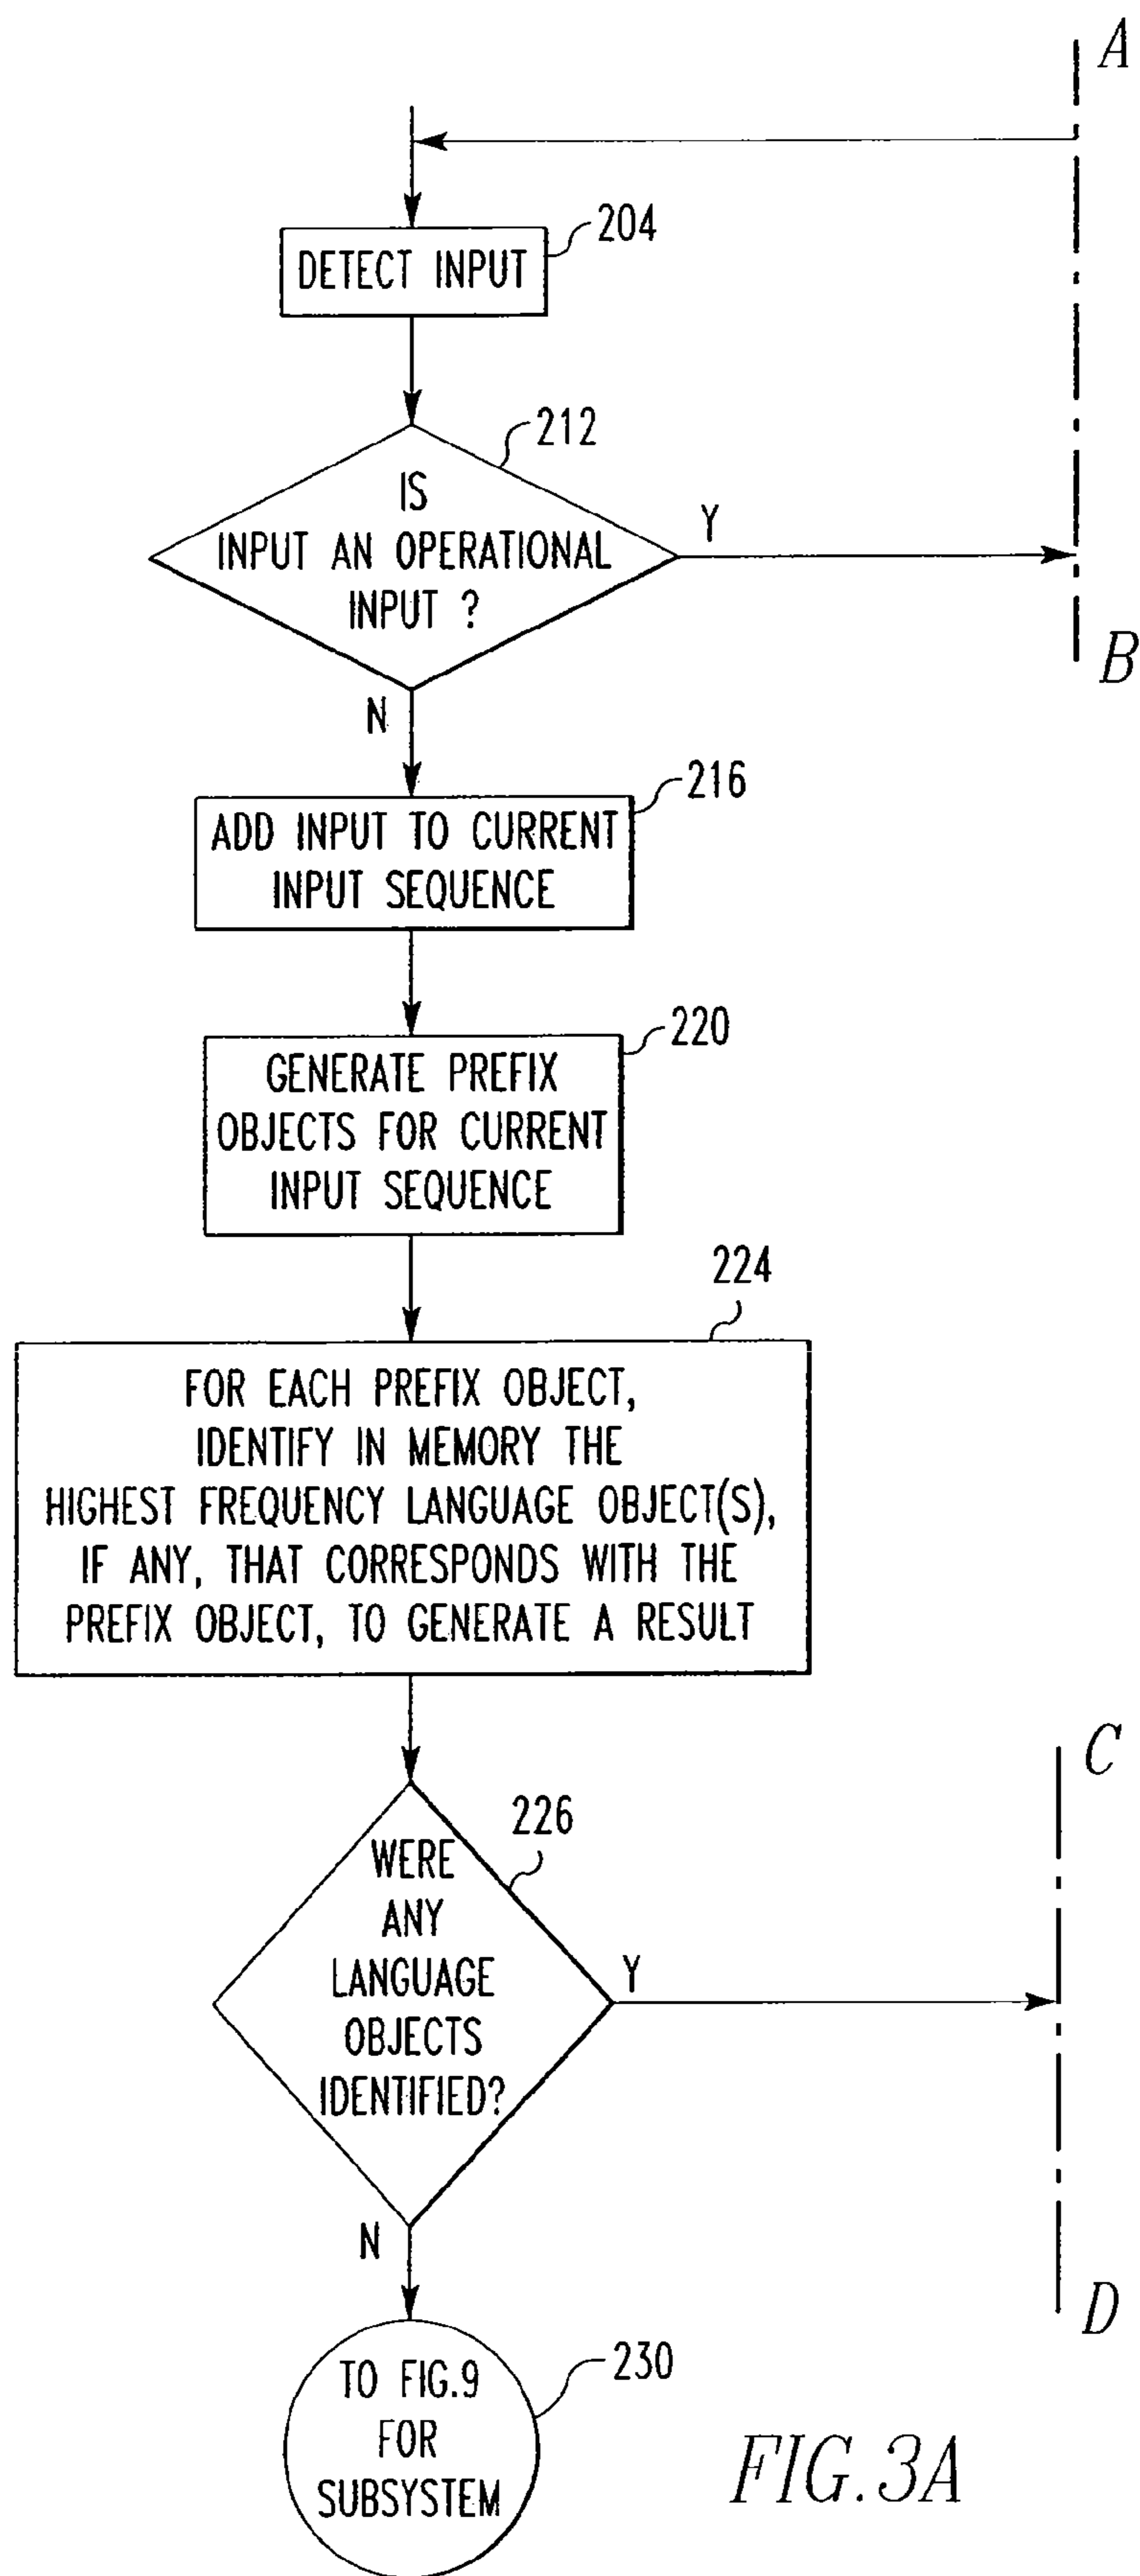 A
204
DETECT INPUT
212
IS
INPUT AN OPERATIONAL
INPUT ?
Y
B
N
216
ADD INPUT TO CURRENT
INPUT SEQUENCE
220
GENERATE PREFIX
OBJECTS FOR CURRENT
INPUT SEQUENCE
224
FOR EACH PREFIX OBJECT,
IDENTIFY IN MEMORY THE
HIGHEST FREQUENCY LANGUAGE OBJECT(S),
IF ANY, THAT CORRESPONDS WITH THE
PREFIX OBJECT, TO GENERATE A RESULT
C
226
WERE
ANY
LANGUAGE
OBJECTS
IDENTIFIED?
Y
N
D
230
TO FIG.9
FOR
SUBSYSTEM
FIG.3A